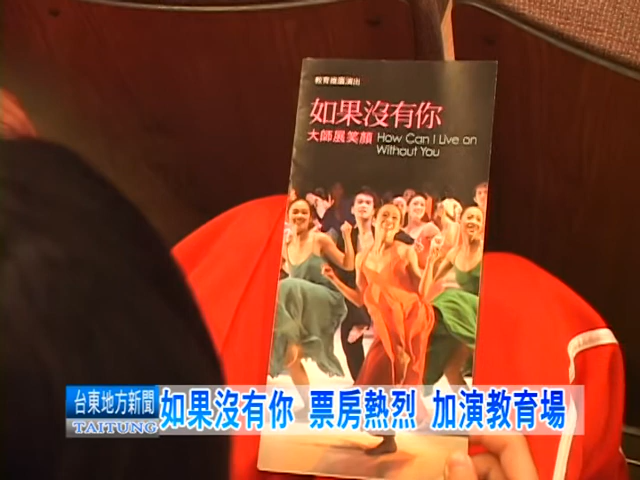 教育推廣演出
如果沒有你
大師展笑顏 How Can I Live on
Without You
台東地方新聞
TAITUNG
如果沒有你 票房熱烈 加演教育場